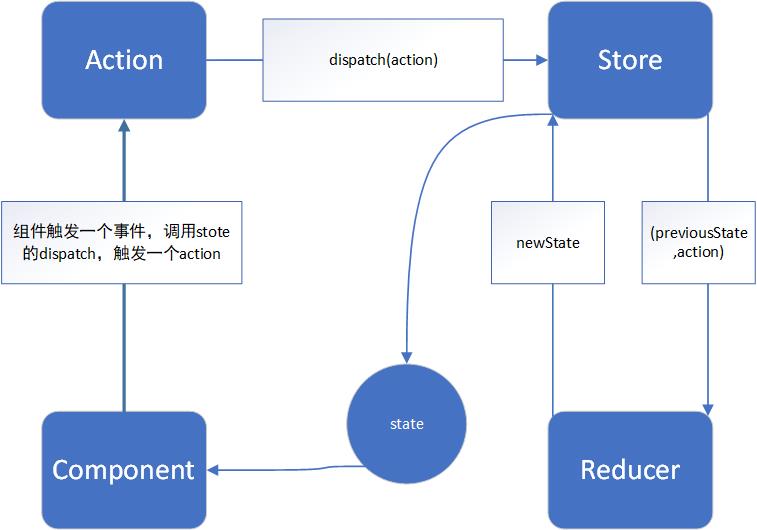 Action
dispatch(action)
Store
组件触发一个事件，调用stote
的dispatch，触发一个action
newState
(previousState
,action)
state
Component
Reducer